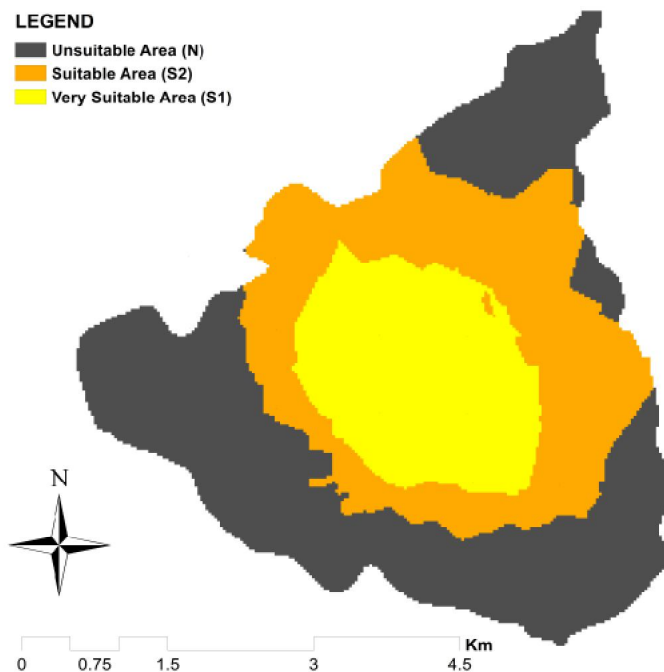 LEGEND
Unsuitable Area (N)
Suitable Area (S2)
Very Suitable Area (S1)
N
Km
0 0.75 1.5 3 4.5